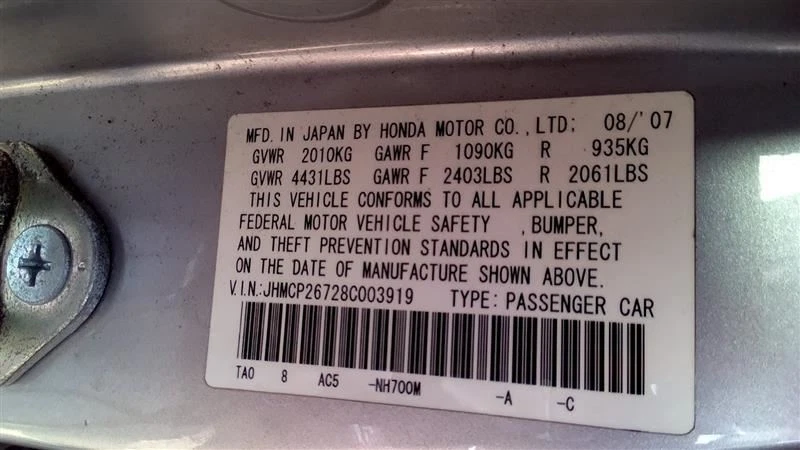 MFD. IN JAPAN BY HONDA MOTOR CO., LTD: 08/'07
GVWR 2010KG GAWR F 1090KG R 935KG
GVWR 4431LBS GAWR F 2403LBS R 2061LBS
THIS VEHICLE CONFORMS TO ALL APPLICABLE
FEDERAL MOTOR VEHICLE SAFETY , BUMPER,
AND THEFT PREVENTION STANDARDS IN EFFECT
ON THE DATE OF MANUFACTURE SHOWN ABOVE.
V.I.N.:JHMCP26728C003919 TYPE: PASSENGER CAR
TA0 8 AC5 -NH700M -A -C